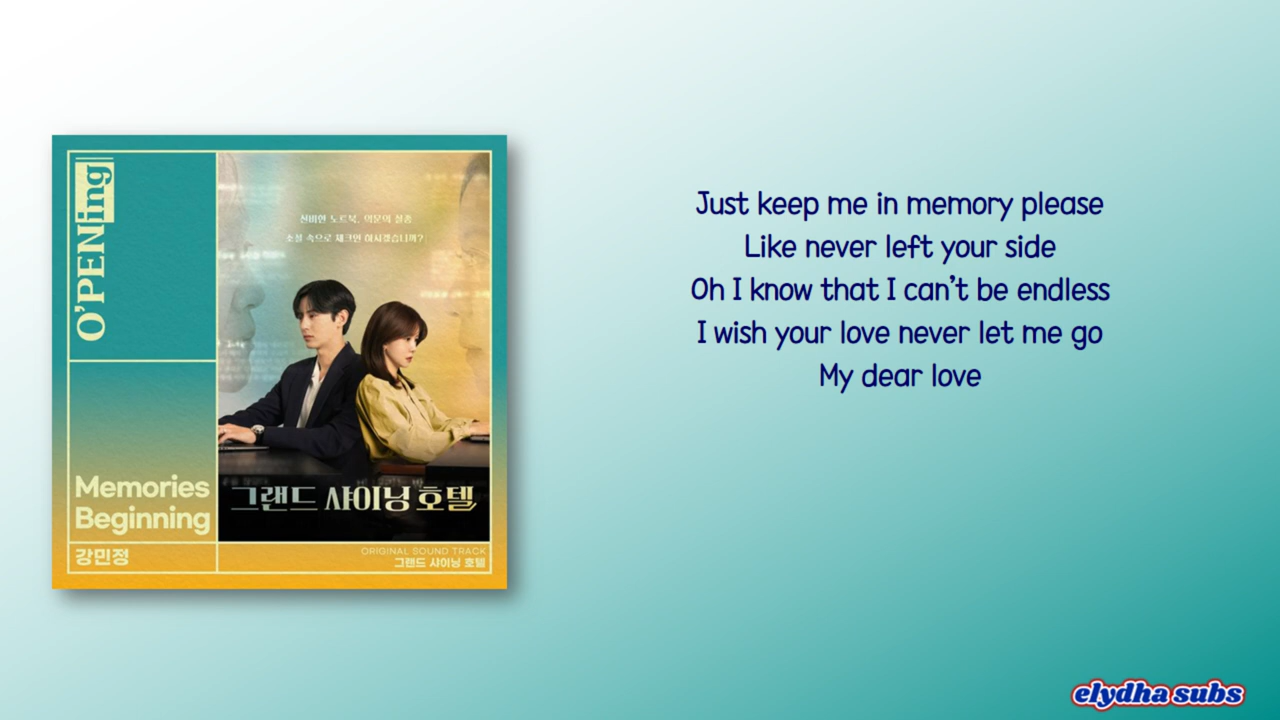 O'PENing
신비한 노트북, 의문의 실종
소설 속으로 체크인 하시겠습니까?
그랜드 샤이닝 호텔
Memories
Beginning
강민정
ORIGINAL SOUND TRACK
그랜드 샤이닝 호텔
Just keep me in memory please
Like never left your side
Oh I know that I can't be endless
I wish your love never let me go
My dear love
elydha subs